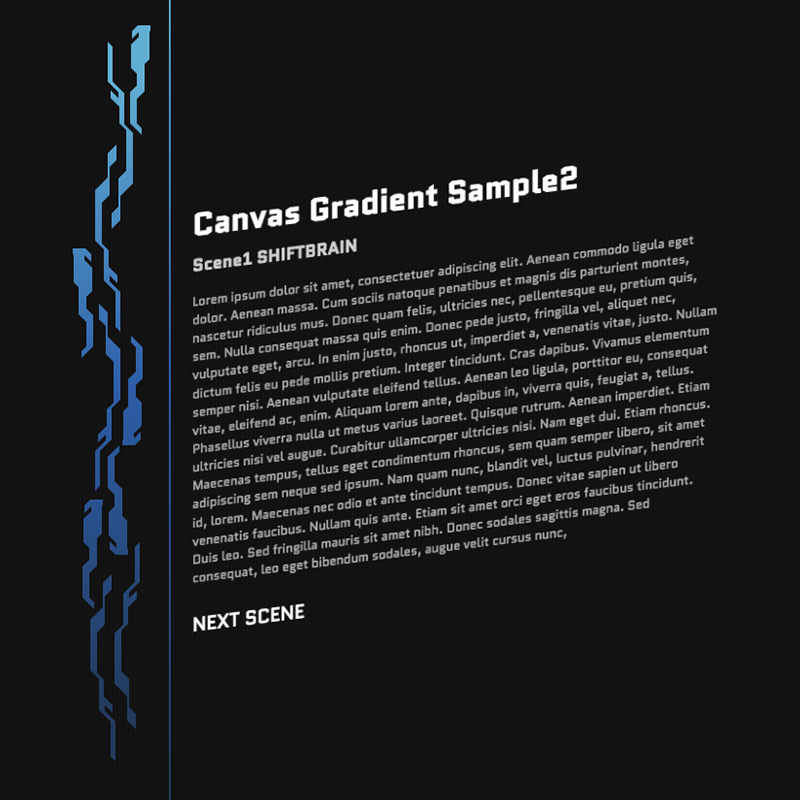 Canvas Gradient Sample2
Scene1 SHIFTBRAIN
Lorem ipsum dolor sit amet, consectetuer adipiscing elit. Aenean commodo ligula eget
dolor. Aenean massa. Cum sociis natoque penatibus et magnis dis parturient montes,
nascetur ridiculus mus. Donec quam felis, ultricies nec, pellentesque eu, pretium quis,
sem. Nulla consequat massa quis enim. Donec pede justo, fringilla vel, aliquet nec,
vulputate eget, arcu. In enim justo, rhoncus ut, imperdiet a, venenatis vitae, justo. Nullam
dictum felis eu pede mollis pretium. Integer tincidunt. Cras dapibus. Vivamus elementum
semper nisi. Aenean vulputate eleifend tellus. Aenean leo ligula, porttitor eu, consequat
vitae, eleifend ac, enim. Aliquam lorem ante, dapibus in, viverra quis, feugiat a, tellus.
Phasellus viverra nulla ut metus varius laoreet. Quisque rutrum. Aenean imperdiet. Etiam
ultricies nisi vel augue. Curabitur ullamcorper ultricies nisi. Nam eget dui. Etiam rhoncus.
Maecenas tempus, tellus eget condimentum rhoncus, sem quam semper libero, sit amet
adipiscing sem neque sed ipsum. Nam quam nunc, blandit vel, luctus pulvinar, hendrerit
id, lorem. Maecenas nec odio et ante tincidunt tempus. Donec vitae sapien ut libero
venenatis faucibus. Nullam quis ante. Etiam sit amet orci eget eros faucibus tincidunt.
Duis leo. Sed fringilla mauris sit amet nibh. Donec sodales sagittis magna. Sed
consequat, leo eget bibendum sodales, augue velit cursus nunc,
NEXT SCENE